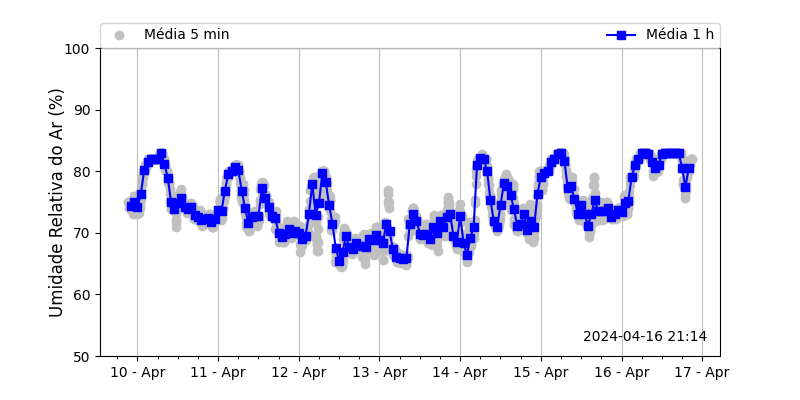 Média 5 min Média 1 h
Umidade Relativa do Ar (%)
100
90
80
70
60
50
2024-04-16 21:14
10 - Apr 11 - Apr 12 - Apr 13 - Apr 14 - Apr 15 - Apr 16 - Apr 17 - Apr